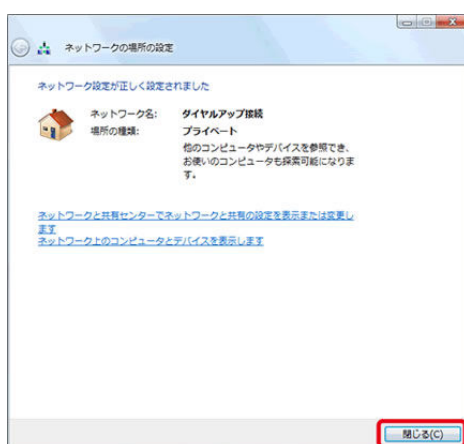 ネットワークの場所の設定
ネットワーク設定が正しく設定されました
ネットワーク名: ダイヤルアップ接続
場所の種類: プライベート
他のコンピュータやデバイスを参照でき、
お使いのコンピュータも探索可能になりま
す。
ネットワークと共有センターでネットワークと共有の設定を表示または変更し
ます
ネットワーク上のコンピュータとデバイスを表示します
閉じる(C)